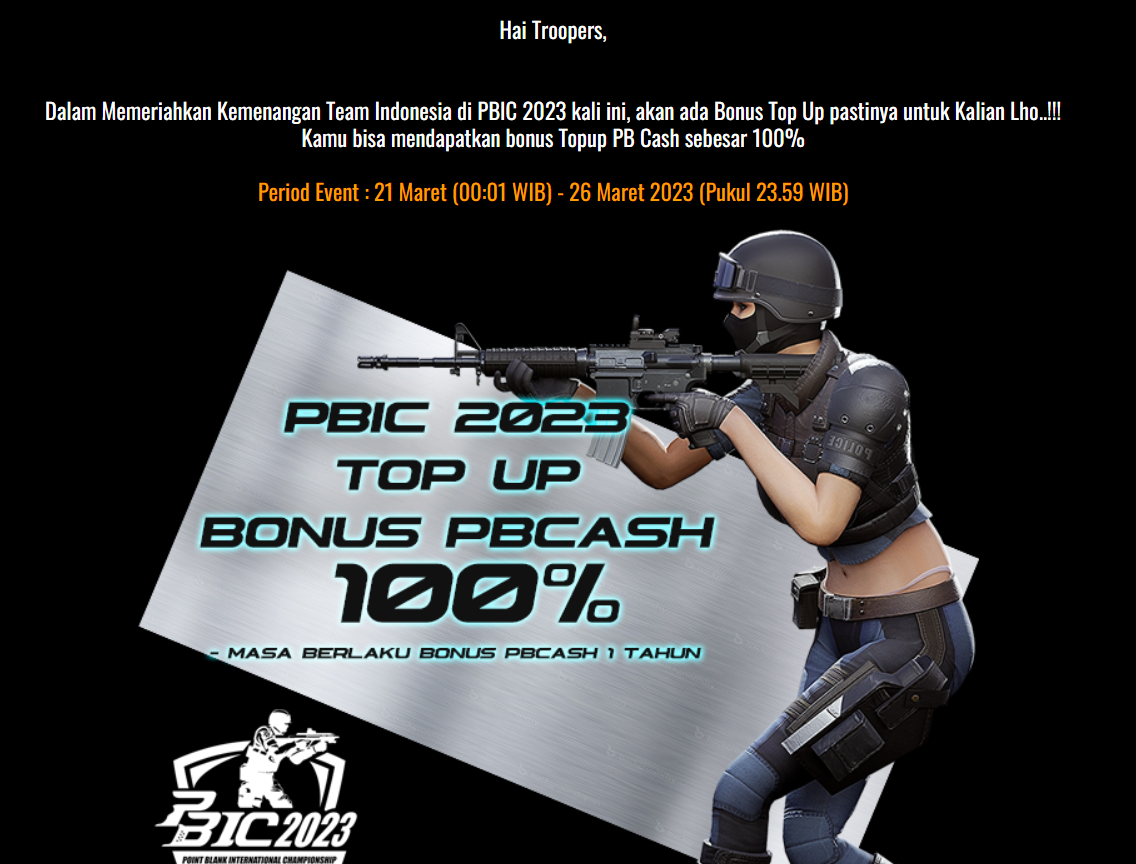 Hai Troopers,
Dalam Memeriahkan Kemenangan Team Indonesia di PBIC 2023 kali ini, akan ada Bonus Top Up pastinya untuk Kalian Lho..!!!
Kamu bisa mendapatkan bonus Topup PB Cash sebesar 100%
Period Event : 21 Maret (00:01 WIB) - 26 Maret 2023 (Pukul 23.59 WIB)
PBIC 2023
TOP UP
BONUS PBCASH
100%
- MASA BERLAKU BONUS PBCASH 1 TAHUN
POLICE
PBIC 2023
POINT BLANK INTERNATIONAL CHAMPIONSHIP